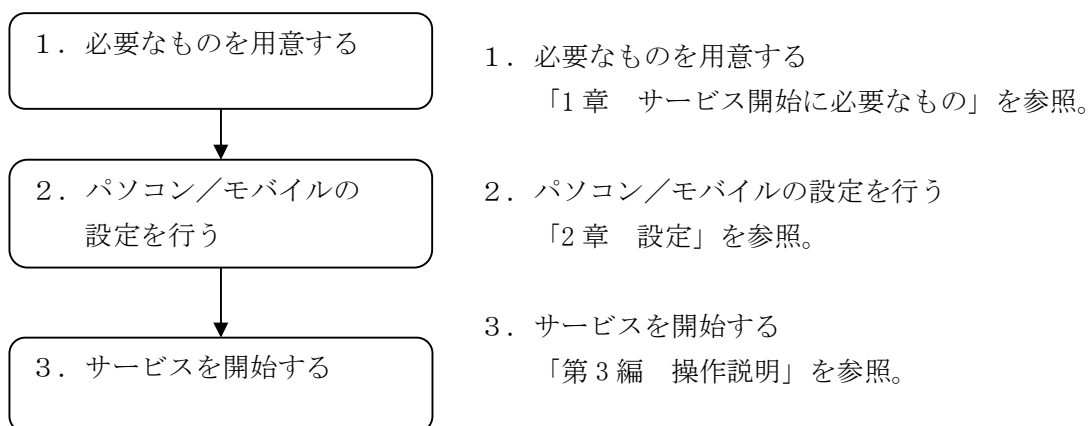 １．必要なものを用意する
２．パソコン／モバイルの
設定を行う
３．サービスを開始する
１．必要なものを用意する
「1 章　サービス開始に必要なもの」を参照。
２．パソコン／モバイルの設定を行う
「2 章　設定」を参照。
３．サービスを開始する
「第 3 編　操作説明」を参照。